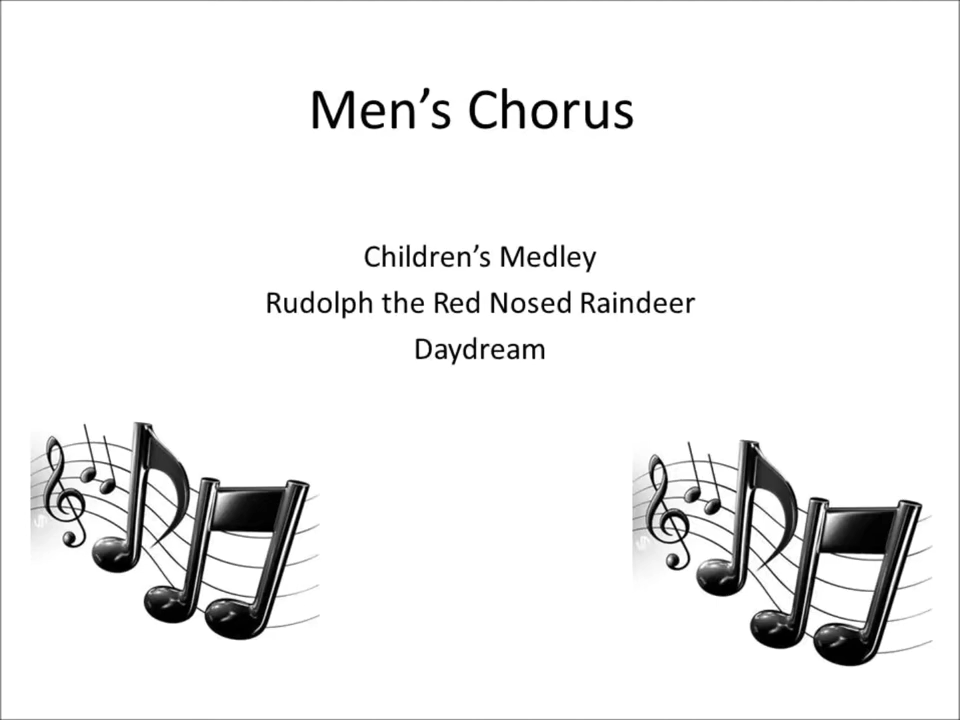 Men’s Chorus
Children’s Medley
Rudolph the Red Nosed Raindeer
Daydream